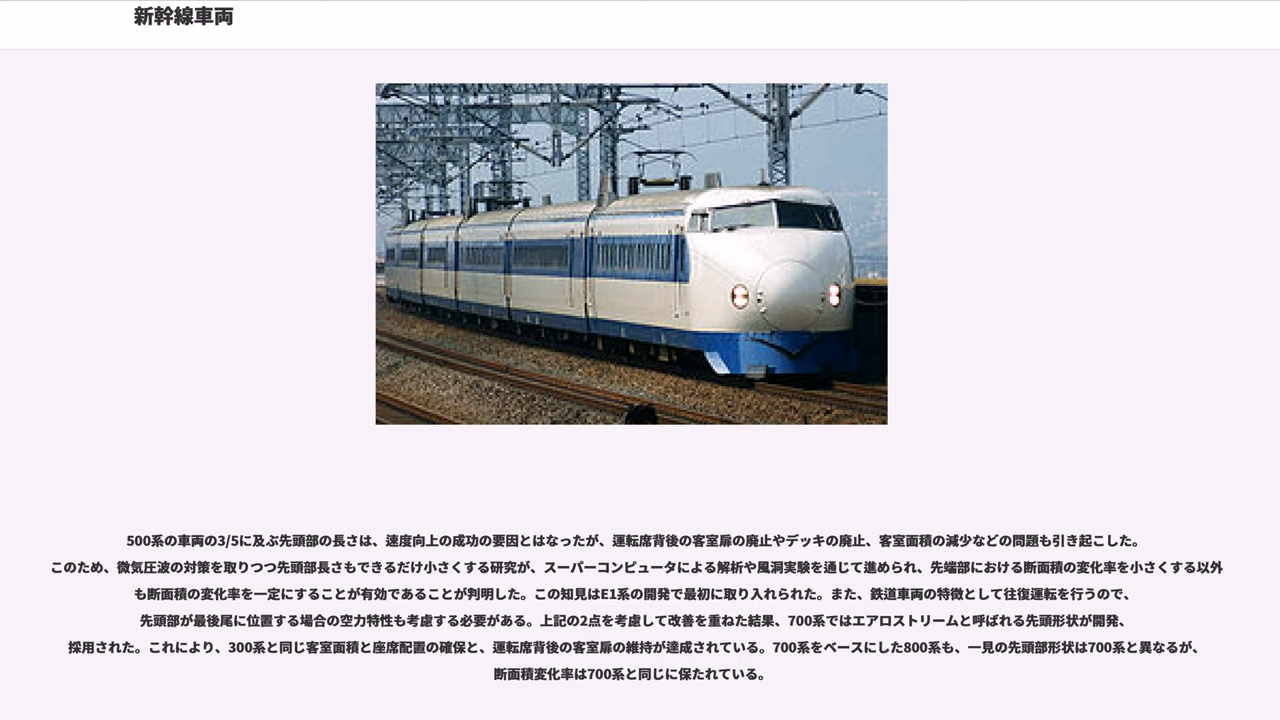 新幹線車両
500系の車両の3/5に及ぶ先頭部の長さは、速度向上の成功の要因とはなったが、運転席背後の客室扉の廃止やデッキの廃止、客室面積の減少などの問題も引き起こした。
このため、微気圧波の対策を取りつつ先頭部長さもできるだけ小さくする研究が、スーパーコンピュータによる解析や風洞実験を通じて進められ、先端部における断面積の変化率を小さくする以外
も断面積の変化率を一定にすることが有効であることが判明した。この知見はE1系の開発で最初に取り入れられた。また、鉄道車両の特徴として往復運転を行うので、
先頭部が最後尾に位置する場合の空力特性も考慮する必要がある。上記の2点を考慮して改善を重ねた結果、700系ではエアロストリームと呼ばれる先頭形状が開発、
採用された。これにより、300系と同じ客室面積と座席配置の確保と、運転席背後の客室扉の維持が達成されている。700系をベースにした800系も、一見の先頭部形状は700系と異なるが、
断面積変化率は700系と同じに保たれている。